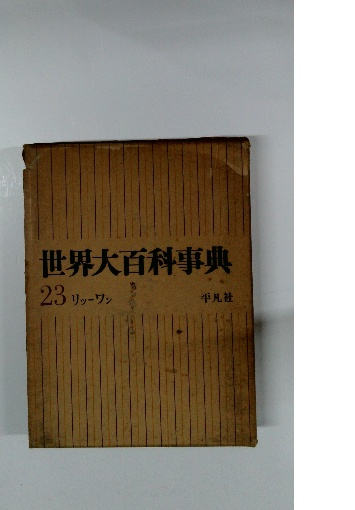 世界大百科事典
23 リッーワン
平凡社